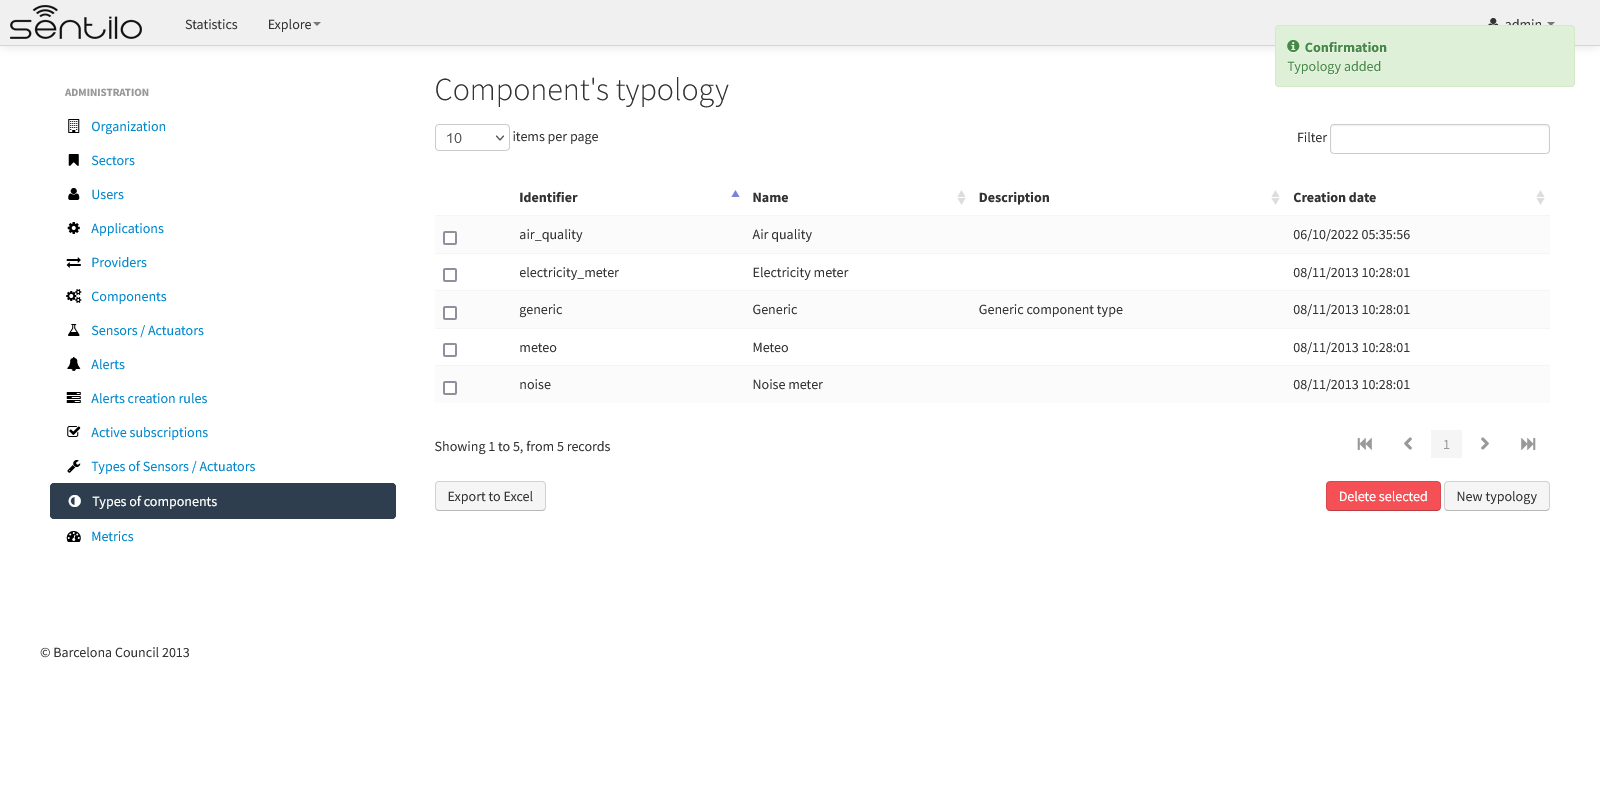 sentilo
Statistics
Explore
admin
Confirmation
Typology added
ADMINISTRATION
Organization
Sectors
Users
Applications
Providers
Components
Sensors / Actuators
Alerts
Alerts creation rules
Active subscriptions
Types of Sensors / Actuators
Types of components
Metrics
Component's typology
10 items per page
Filter
Identifier Name Description Creation date
air_quality Air quality 06/10/2022 05:35:56
electricity_meter Electricity meter 08/11/2013 10:28:01
generic Generic Generic component type 08/11/2013 10:28:01
meteo Meteo 08/11/2013 10:28:01
noise Noise meter 08/11/2013 10:28:01
Showing 1 to 5, from 5 records
1
Export to Excel
Delete selected
New typology
© Barcelona Council 2013